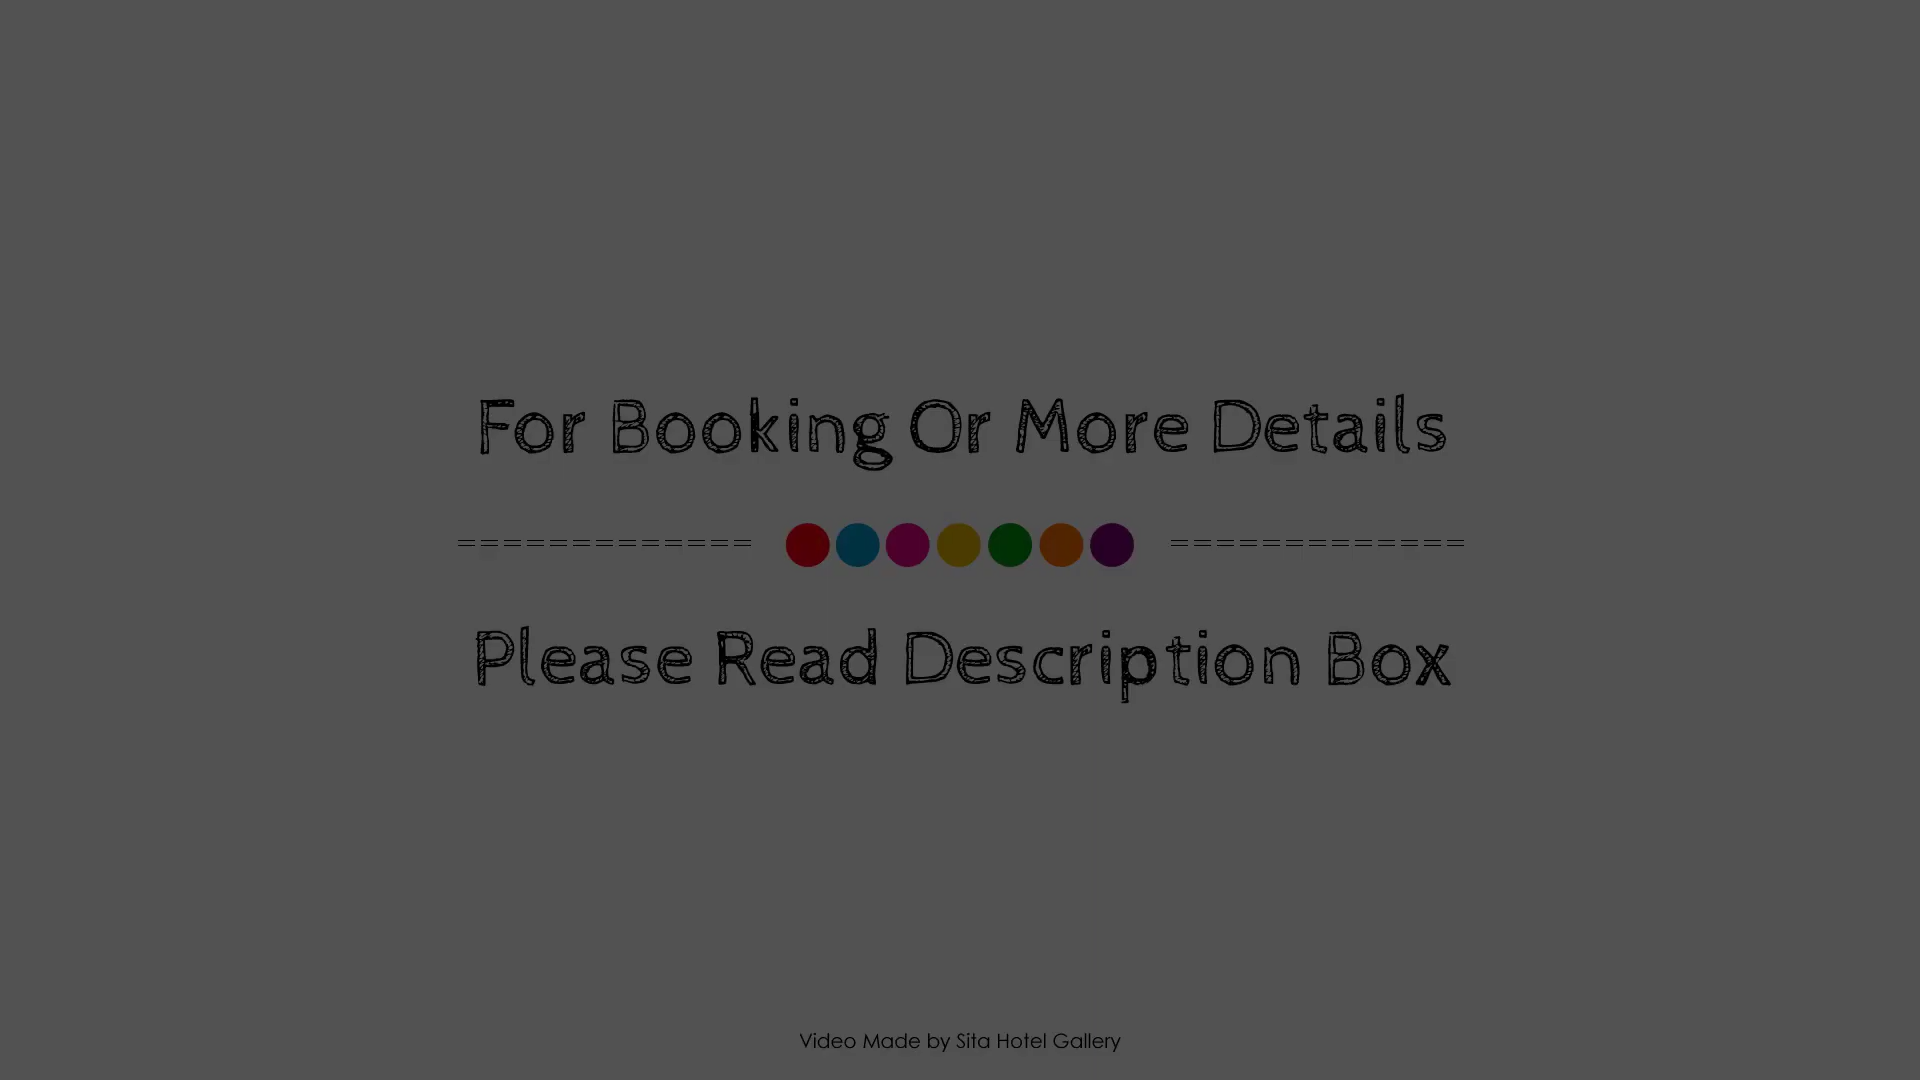 For Booking Or More Details
============= =============
Please Read Description Box
Video Made by Sita Hotel Gallery